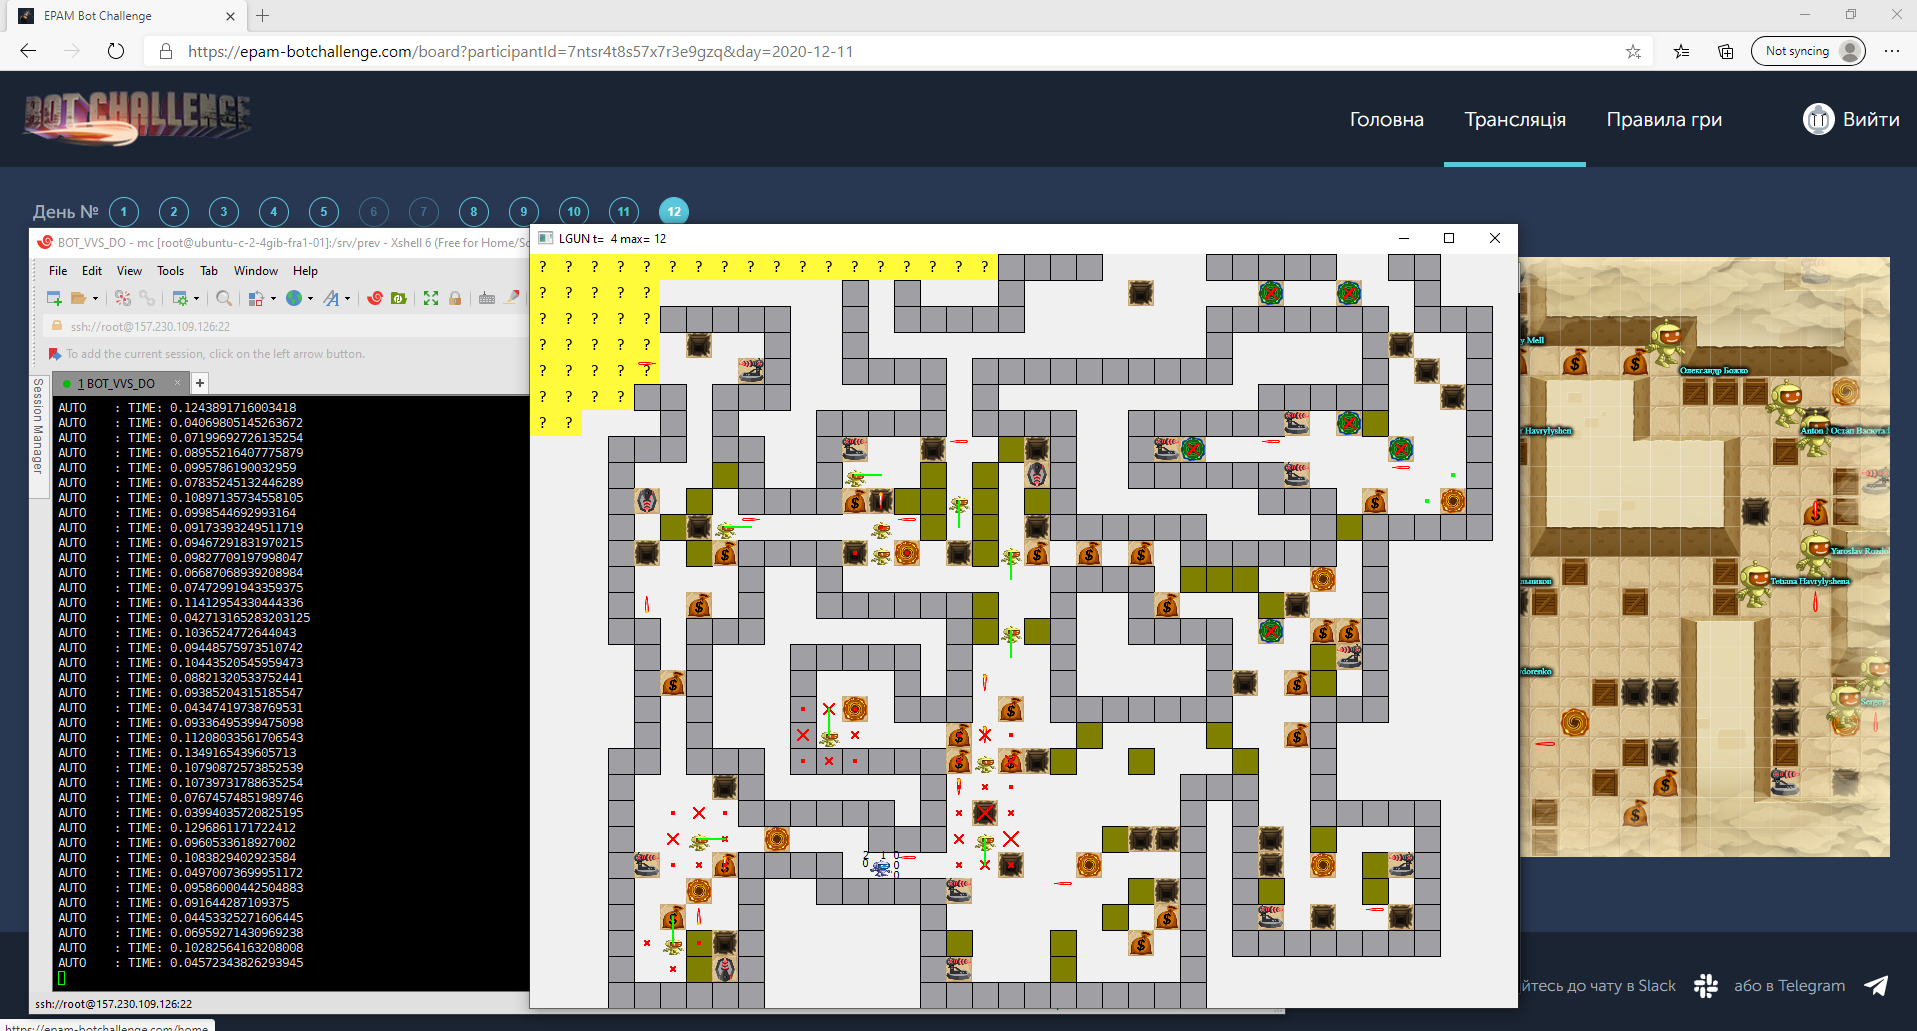 EPAM Bot Challenge
https://epam-botchallenge.com/board?participantId=7ntsr4t8s57x7r3e9gzq&day=2020-12-11
Not syncing
BOT CHALLENGE
Головна
Трансляція
Правила гри
Выйти
День №
1
2
3
4
5
6
7
8
9
10
11
12
BOT_VVS_DO - mc [root@ubuntu-c-2-4gib-fra1-01]:/srv/prev - Xshell 6 (Free for Home/Sc
File Edit View Tools Tab Window Help
ssh://root@157.230.109.126:22
To add the current session, click on the left arrow button.
Session Manager
1 BOT_VVS_DO
AUTO : TIME: 0.1243891716003418
AUTO : TIME: 0.04069805145263672
AUTO : TIME: 0.07199692726135254
AUTO : TIME: 0.08955216407775879
AUTO : TIME: 0.0995786190032959
AUTO : TIME: 0.07835245132446289
AUTO : TIME: 0.10897135734558105
AUTO : TIME: 0.0998544692993164
AUTO : TIME: 0.09173393249511719
AUTO : TIME: 0.09467291831970215
AUTO : TIME: 0.09827709197998047
AUTO : TIME: 0.06687068939208984
AUTO : TIME: 0.07472991943359375
AUTO : TIME: 0.11412954330444336
AUTO : TIME: 0.042713165283203125
AUTO : TIME: 0.1036524772644043
AUTO : TIME: 0.09448575973510742
AUTO : TIME: 0.10443520545959473
AUTO : TIME: 0.08821320533752441
AUTO : TIME: 0.09385204315185547
AUTO : TIME: 0.04347419738769531
AUTO : TIME: 0.09336495399475098
AUTO : TIME: 0.11208033561706543
AUTO : TIME: 0.1349165439605713
AUTO : TIME: 0.10790872573852539
AUTO : TIME: 0.10739731788635254
AUTO : TIME: 0.07674574851989746
AUTO : TIME: 0.03994035720825195
AUTO : TIME: 0.1296861171722412
AUTO : TIME: 0.0960533618927002
AUTO : TIME: 0.1083829402923584
AUTO : TIME: 0.04970073699951172
AUTO : TIME: 0.09586000442504883
AUTO : TIME: 0.091644287109375
AUTO : TIME: 0.04453325271606445
AUTO : TIME: 0.06959271430969238
AUTO : TIME: 0.10282564163208008
AUTO : TIME: 0.04572343826293945
ssh://root@157.230.109.126:22
https://epam-botchallenge.com/home
LGUN t= 4 max= 12
? ? ? ? ? ? ? ? ? ? ? ? ? ? ? ? ? ?
? ? ? ? ?
? ? ? ? ?
? ? ? ? ?
? ? ? ? ?
? ? ? ?
? ?
2 1 0
0 0
0
y Mell
Олександр Божко
Havrylyshen
Anton
Остап Васюта
Yaroslav Rozdol
Tetiana Havrylyshena
льников
dorenko
Sergey
йтесь до чату в Slack
або в Telegram